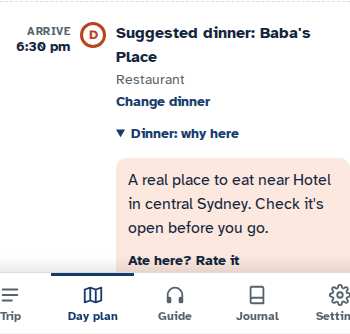 ARRIVE
6:30 pm
D
Suggested dinner: Baba's
Place
Restaurant
Change dinner
▼ Dinner: why here
A real place to eat near Hotel
in central Sydney. Check it's
open before you go.
Ate here? Rate it
Trip
Day plan
Guide
Journal
Settin